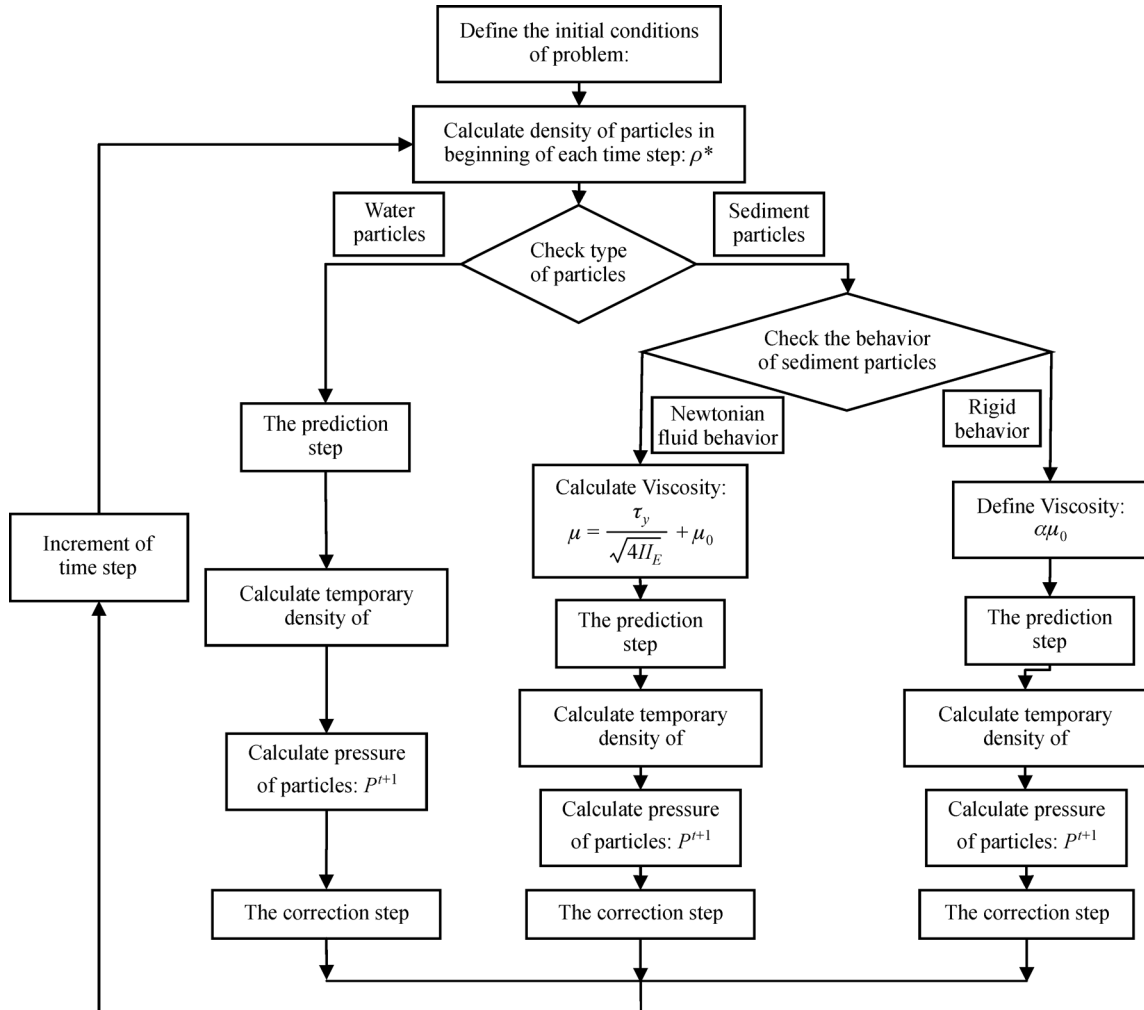 Define the initial conditions
of problem:
Calculate density of particles in
beginning of each time step: ρ*
Water
particles
Sediment
particles
Check type
of particles
Check the behavior
of sediment particles
Newtonian
fluid behavior
Rigid
behavior
The prediction
step
Calculate Viscosity:
μ = τ_y / √(4II_E) + μ_0
Define Viscosity:
αμ_0
Increment of
time step
Calculate temporary
density of
The prediction
step
The prediction
step
Calculate temporary
density of
Calculate temporary
density of
Calculate pressure
of particles: P^{t+1}
Calculate pressure
of particles: P^{t+1}
Calculate pressure
of particles: P^{t+1}
The correction step
The correction step
The correction step